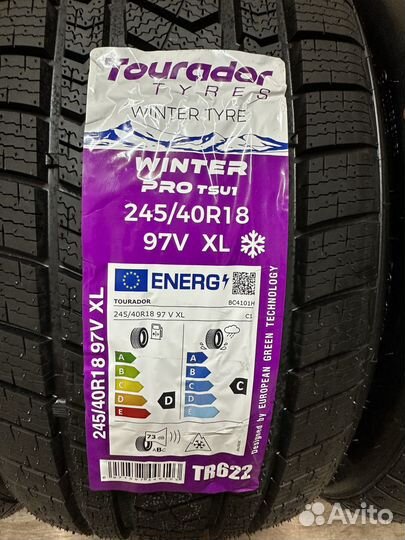 Tourador
TYRES
WINTER TYRE
WINTER
PRO TSU1
245/40R18
97V XL
ENERG
TOURADOR
BC4101H
245/40R18 97 V XL
C1
A
B
C
D
E
D
A
B
C
D
E
C
73 dB
ABC
245/40R18 97V XL
Designed by EUROPEAN GREEN TECHNOLOGY
TR622
Avito